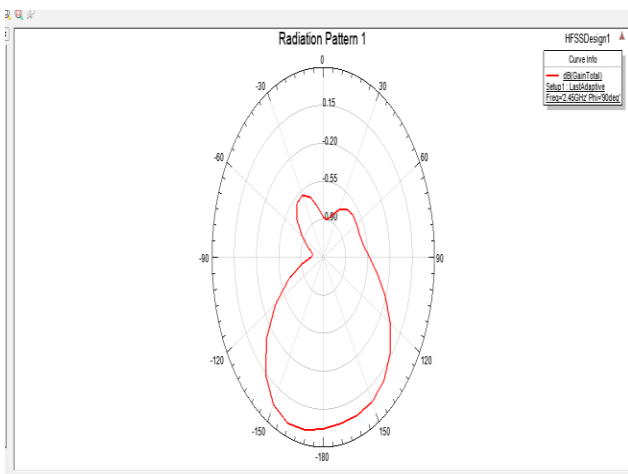 Radiation Pattern 1
HFSSDesign1
Curve Info
dB(GainTotal)
Setup1 : LastAdaptive
Freq='2.45GHz' Phi='90deg'
0
-30
30
0.15
-0.20
-60
60
-0.55
-0.90
-90
90
-120
120
-150
150
-180